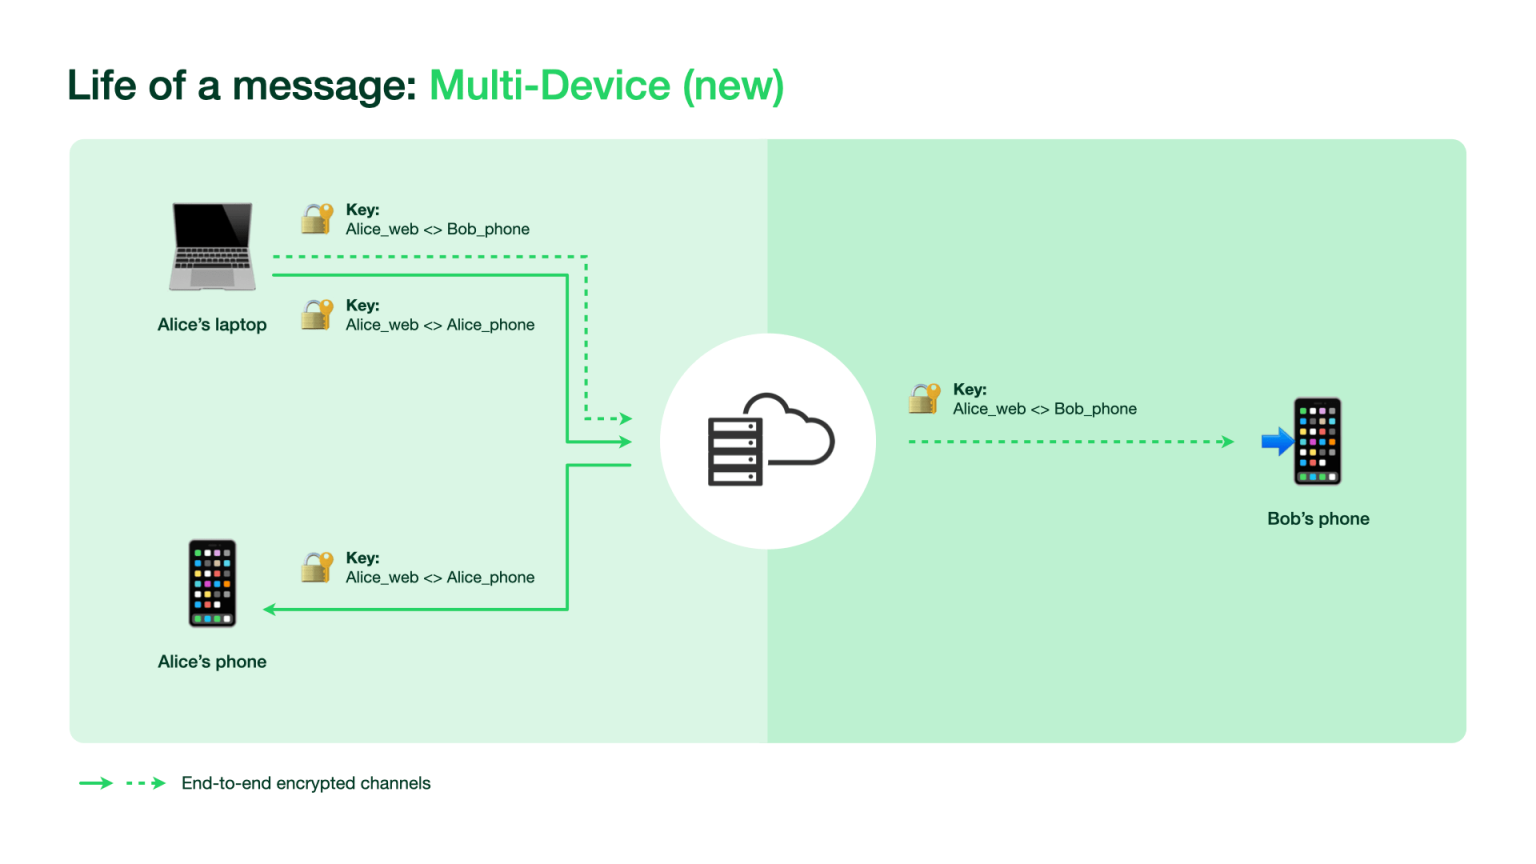 Life of a message: Multi-Device (new)
Key:
Alice_web <> Bob_phone
Alice’s laptop
Key:
Alice_web <> Alice_phone
Key:
Alice_web <> Bob_phone
Bob’s phone
Key:
Alice_web <> Alice_phone
Alice’s phone
End-to-end encrypted channels